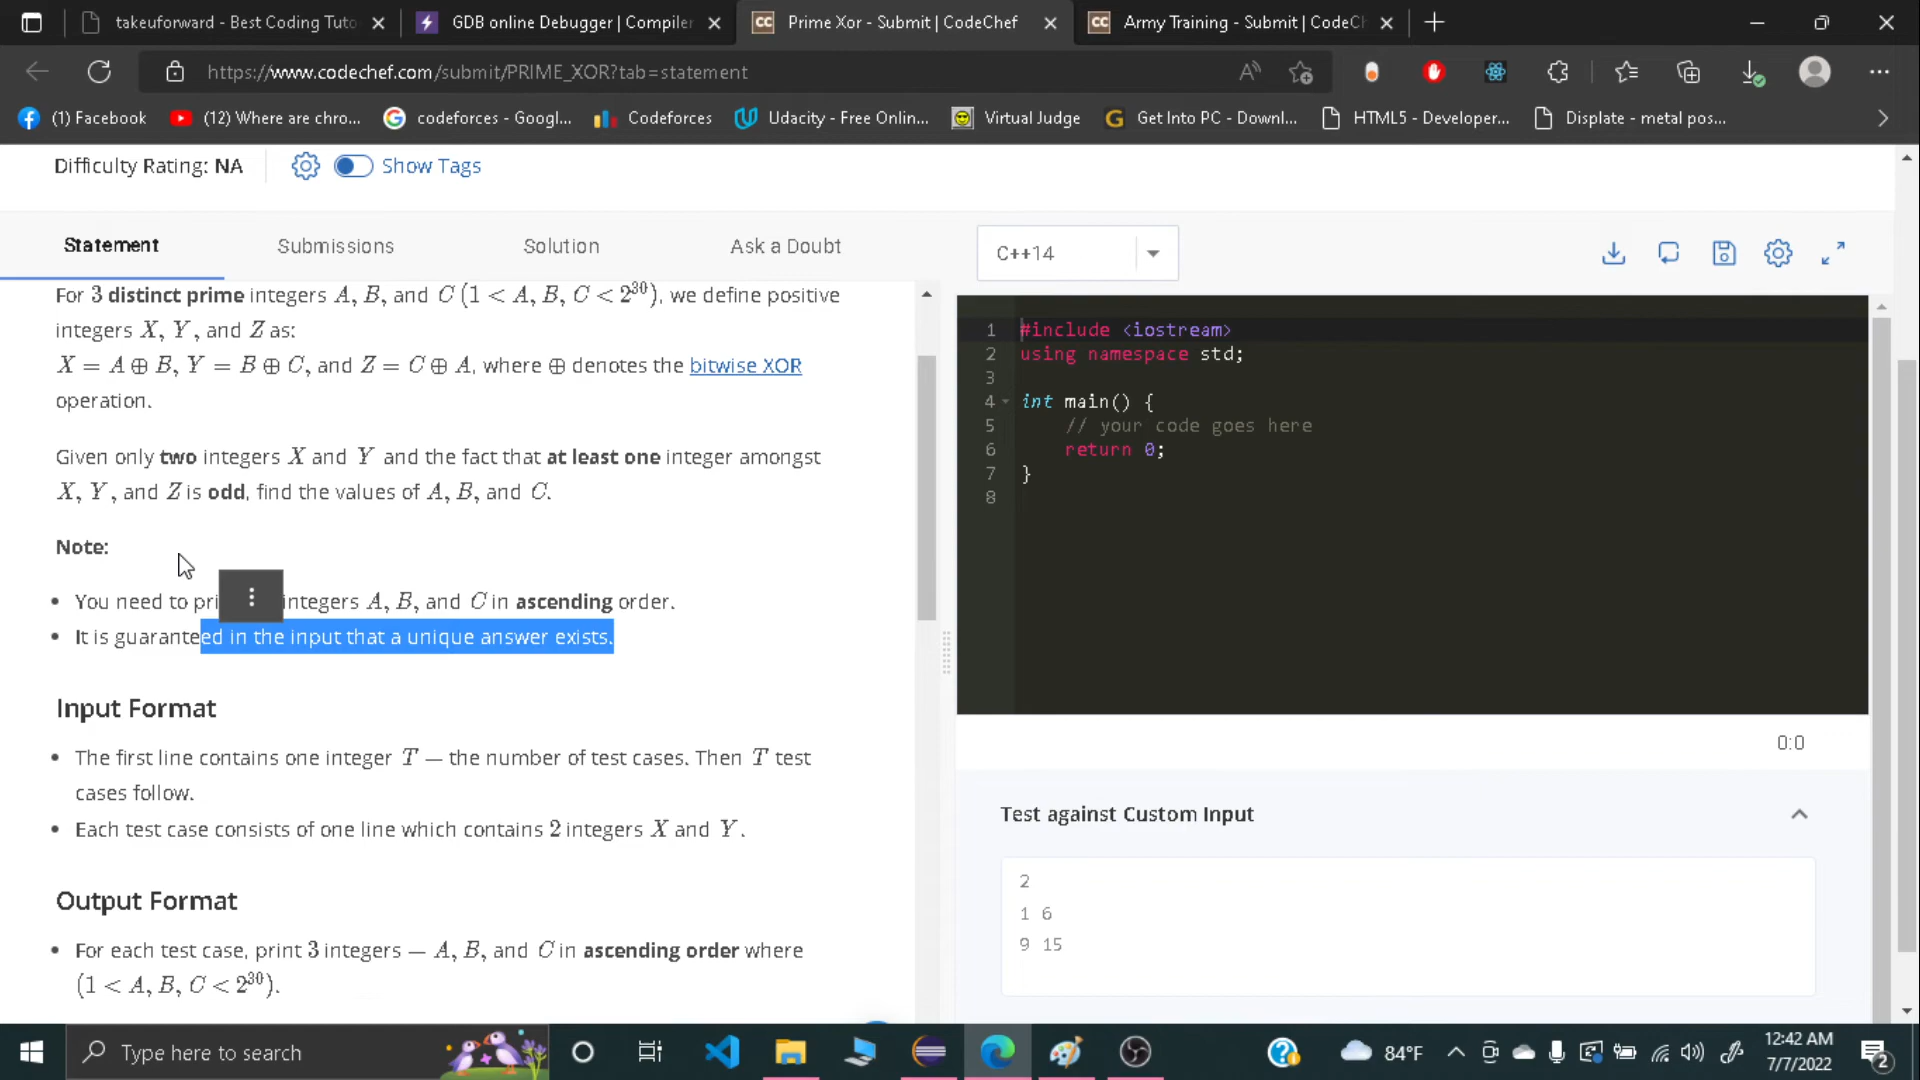 takeuforward - Best Coding Tuto
GDB online Debugger | Compiler
Prime Xor - Submit | CodeChef
Army Training - Submit | CodeCh
https://www.codechef.com/submit/PRIME_XOR?tab=statement
(1) Facebook
(12) Where are chro...
codeforces - Googl...
Codeforces
Udacity - Free Onlin...
Virtual Judge
Get Into PC - Downl...
HTML5 - Developer...
Displate - metal pos...
Difficulty Rating: NA
Show Tags
Statement
Submissions
Solution
Ask a Doubt
For 3 distinct prime integers A, B, and C (1 < A, B, C < 2^30), we define positive
integers X, Y, and Z as:
X = A ⊕ B, Y = B ⊕ C, and Z = C ⊕ A, where ⊕ denotes the bitwise XOR
operation.
Given only two integers X and Y and the fact that at least one integer amongst
X, Y, and Z is odd, find the values of A, B, and C.
Note:
You need to pri integers A, B, and C in ascending order.
It is guaranteed in the input that a unique answer exists.
Input Format
The first line contains one integer T — the number of test cases. Then T test
cases follow.
Each test case consists of one line which contains 2 integers X and Y.
Output Format
For each test case, print 3 integers — A, B, and C in ascending order where
(1 < A, B, C < 2^30).
C++14
1 #include <iostream>
2 using namespace std;
3
4 int main() {
5 // your code goes here
6 return 0;
7 }
8
0:0
Test against Custom Input
2
1 6
9 15
Type here to search
84°F
12:42 AM
7/7/2022
2